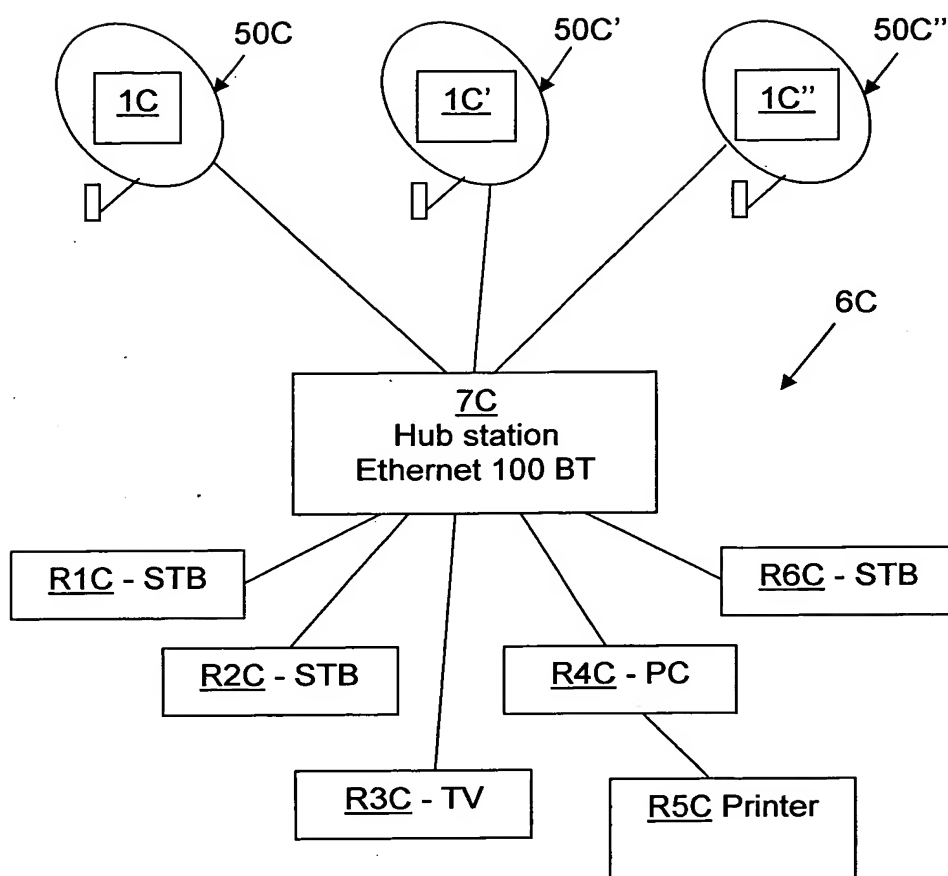 50C
50C'
50C"
1C
1C'
1C"
6C
7C
Hub station
Ethernet 100 BT
R1C - STB
R6C - STB
R2C - STB
R4C - PC
R3C - TV
R5C Printer